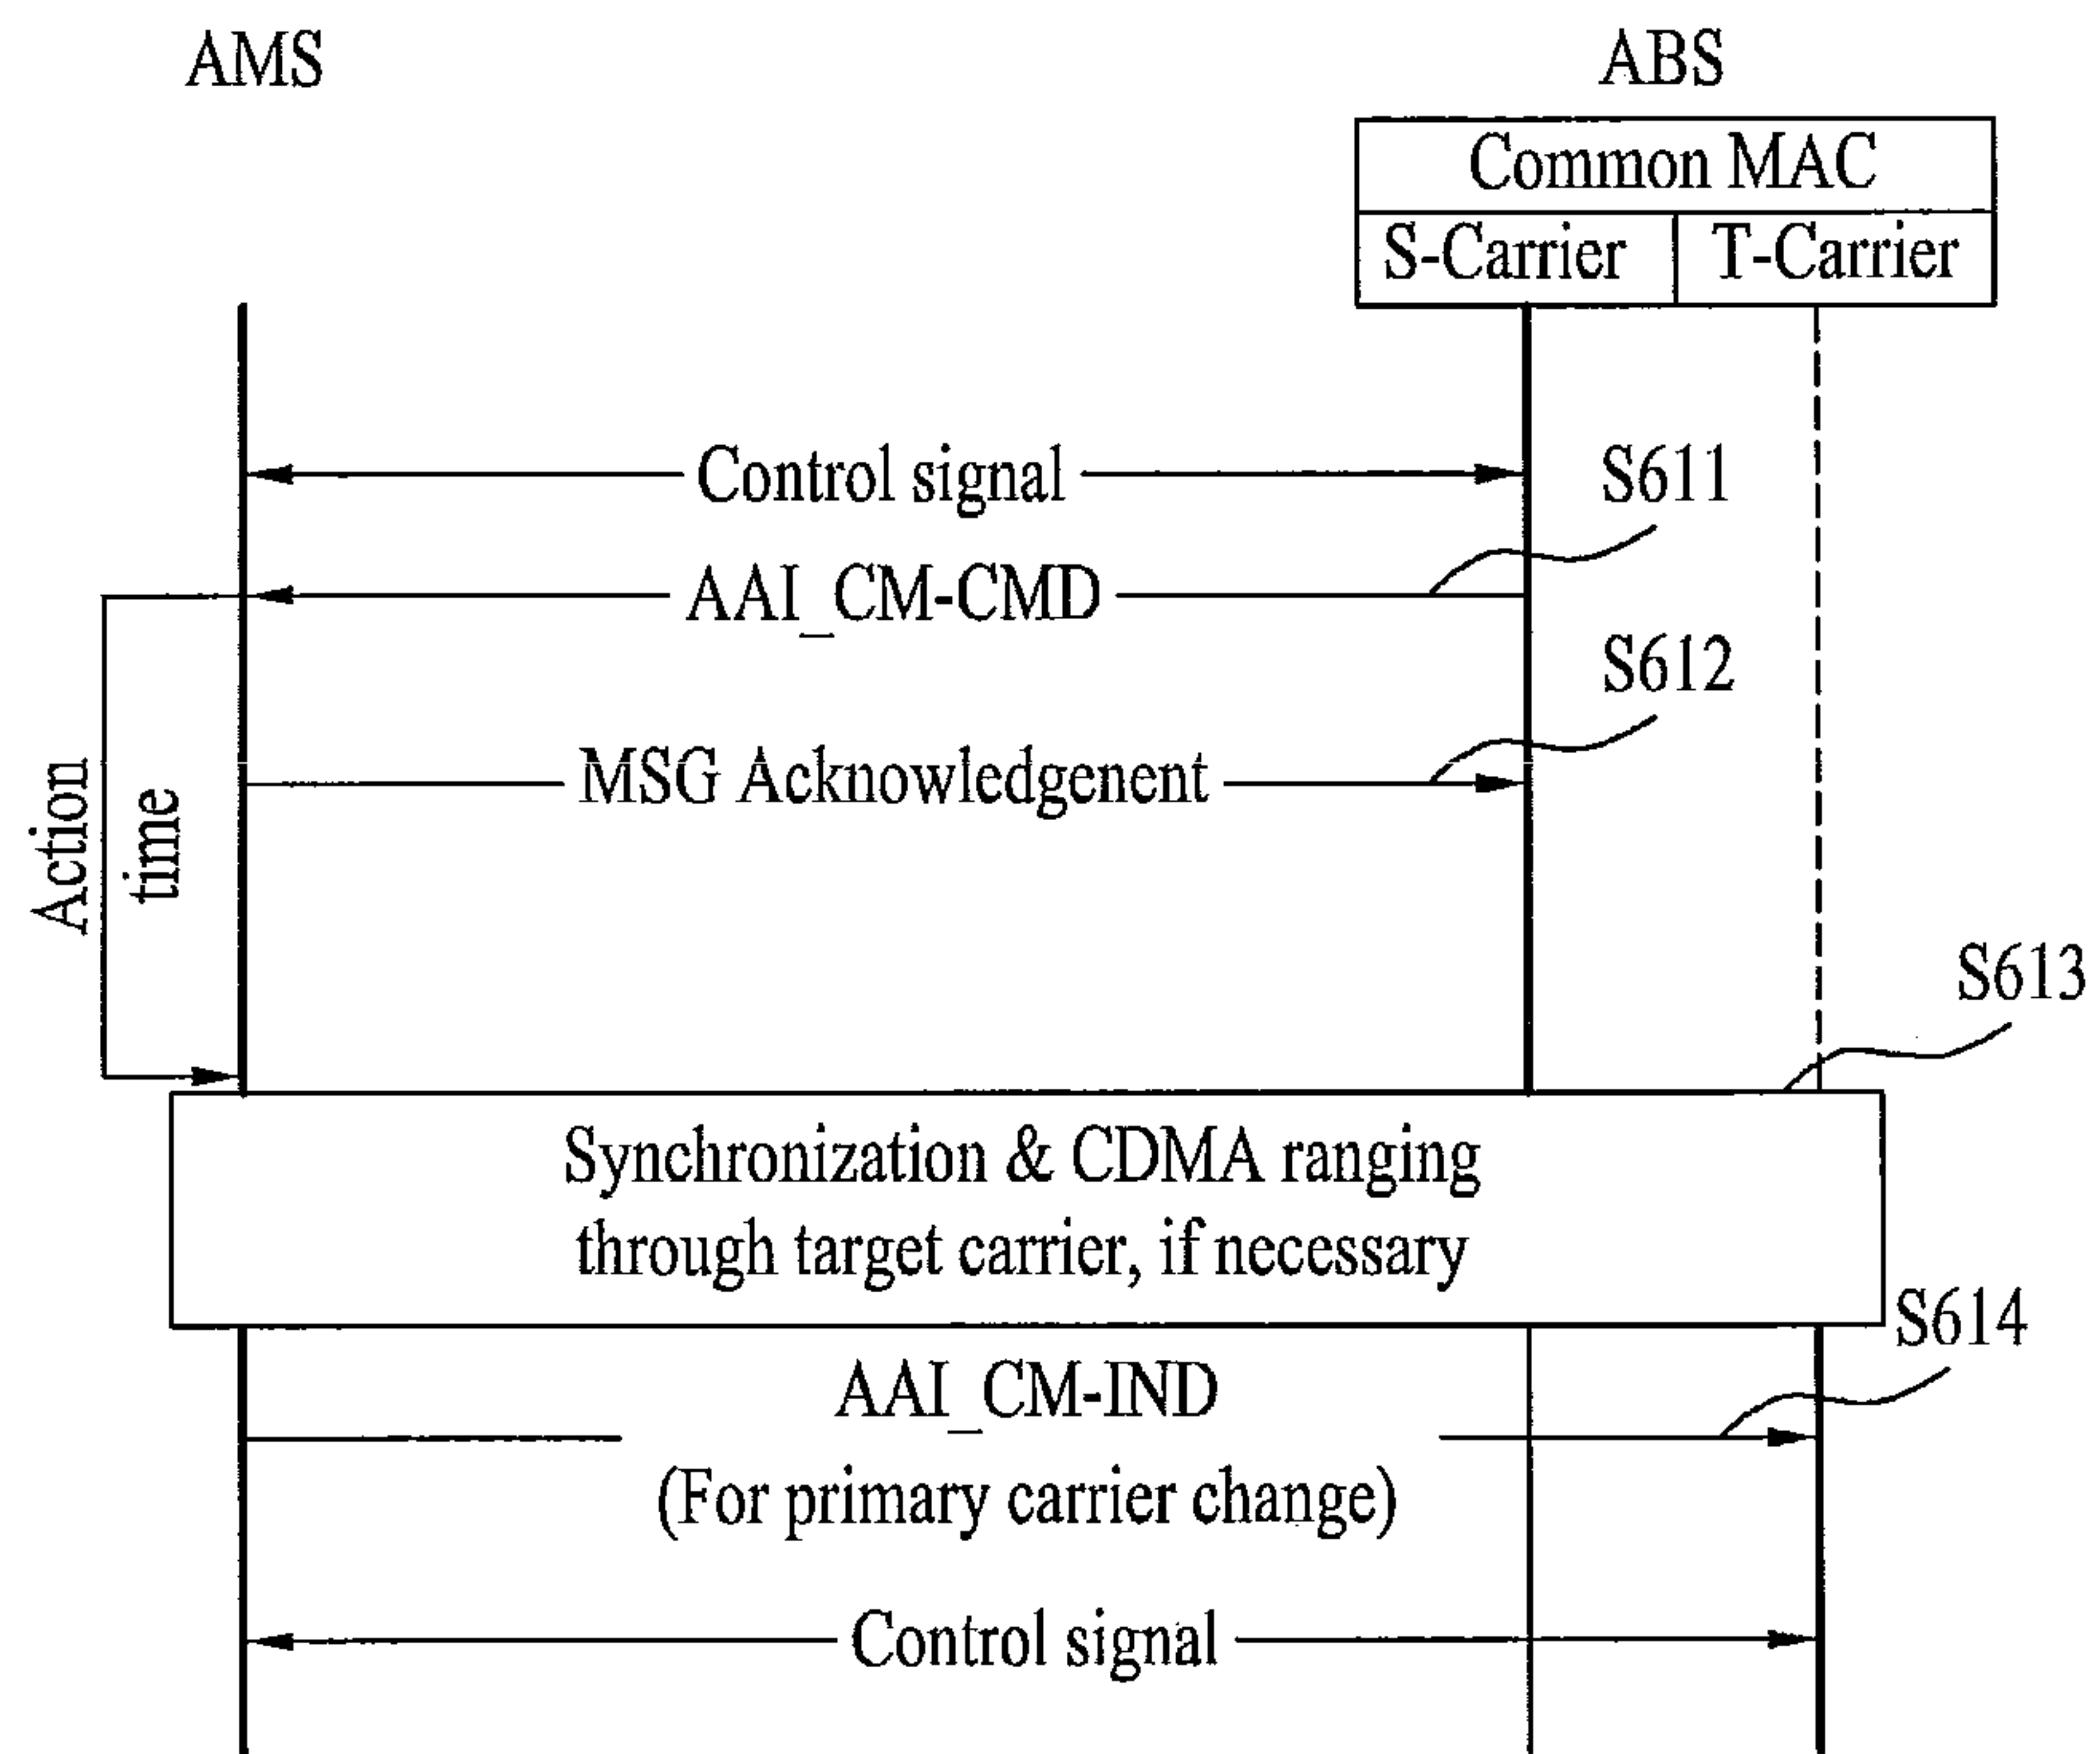 AMS
ABS
Common MAC
S-Carrier
T-Carrier
Control signal
S611
AAI_CM-CMD
S612
MSG Acknowledgenent
Action
time
S613
Synchronization & CDMA ranging
through target carrier, if necessary
S614
AAI_CM-IND
(For primary carrier change)
Control signal